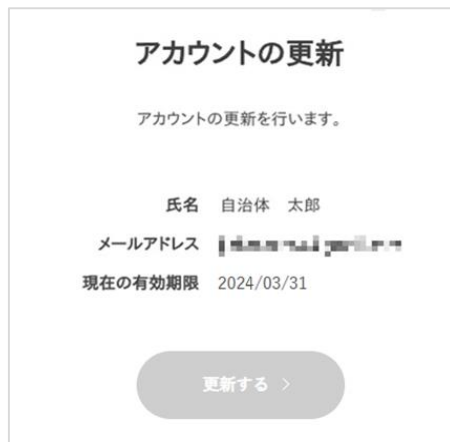 アカウントの更新
アカウントの更新を行います。
氏名 自治体 太郎
メールアドレス
現在の有効期限 2024/03/31
更新する >